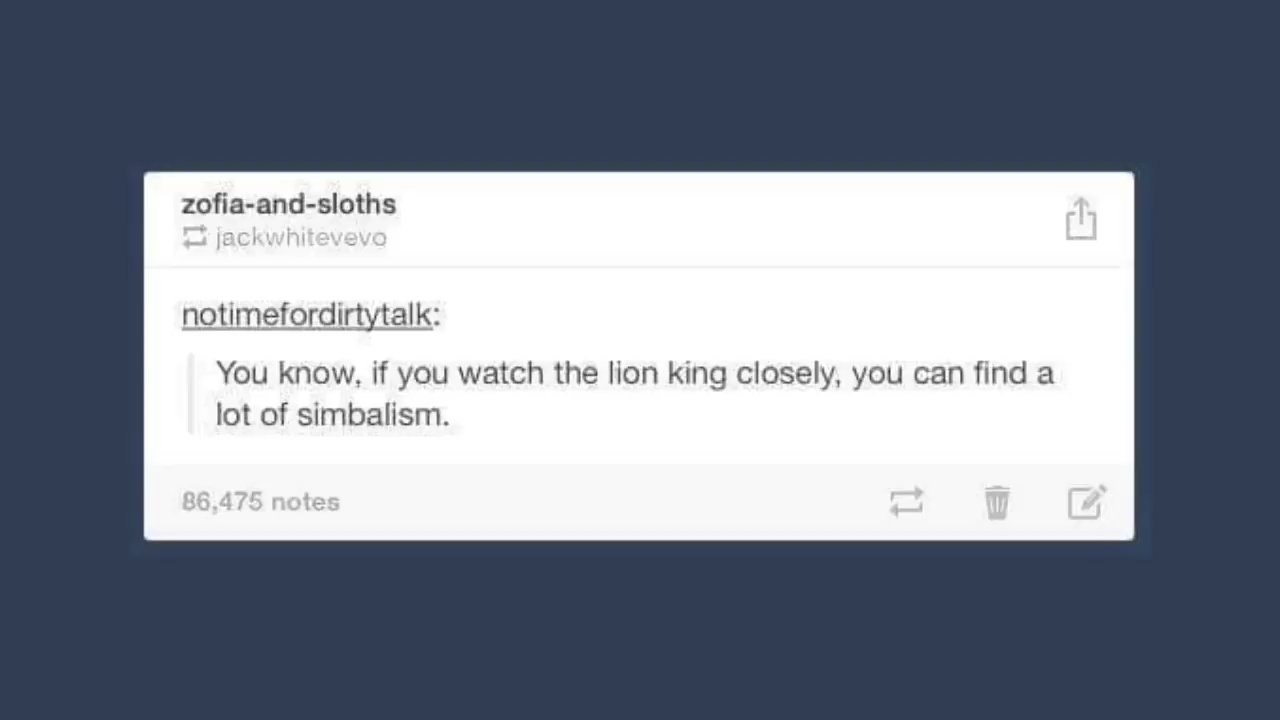 zofia-and-sloths
jackwhitevevo
notimefordirtytalk:
You know, if you watch the lion king closely, you can find a
lot of simbalism.
86,475 notes